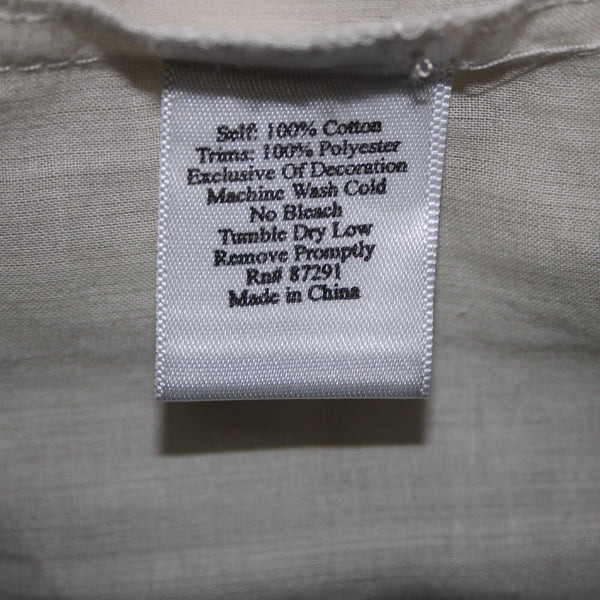 Self: 100% Cotton
Trims: 100% Polyester
Exclusive Of Decoration
Machine Wash Cold
No Bleach
Tumble Dry Low
Remove Promptly
Rn# 87291
Made in China